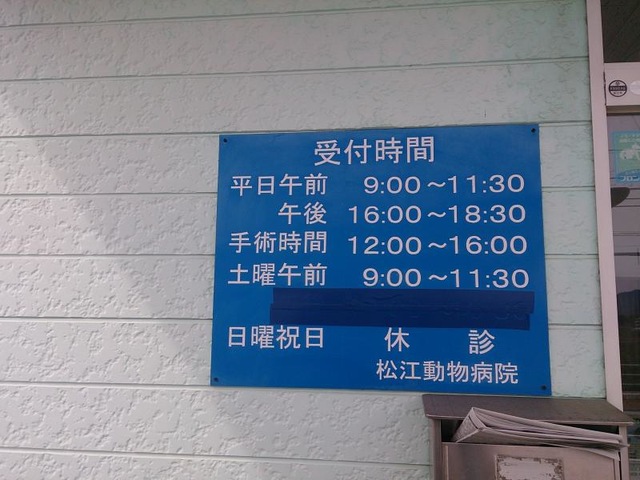 受付時間
平日午前 9:00～11:30
午後 16:00～18:30
手術時間 12:00～16:00
土曜午前 9:00～11:30
日曜祝日 休 診
松江動物病院